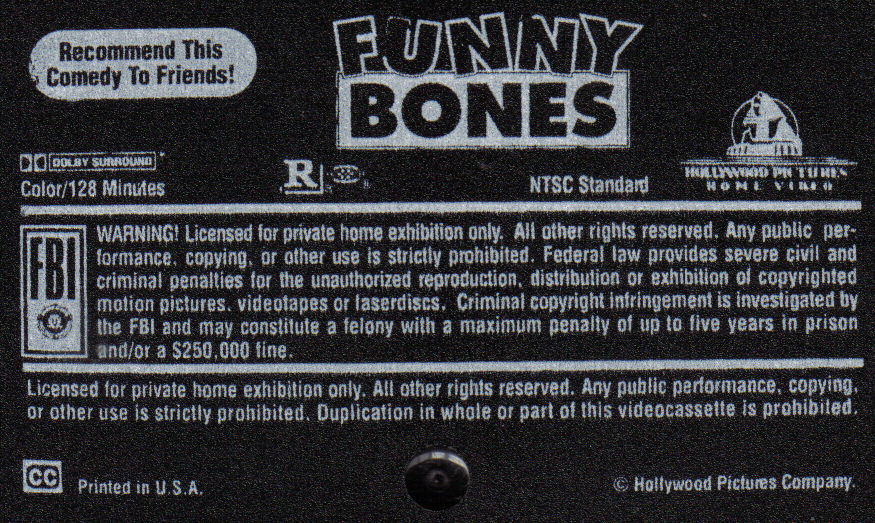 Recommend This
Comedy To Friends!
FUNNY
BONES
DOLBY SURROUND
Color/128 Minutes
R
NTSC Standard
HOLLYWOOD PICTURES
HOME VIDEO
FBI
WARNING! Licensed for private home exhibition only. All other rights reserved. Any public per-
formance, copying, or other use is strictly prohibited. Federal law provides severe civil and
criminal penalties for the unauthorized reproduction, distribution or exhibition of copyrighted
motion pictures, videotapes or laserdiscs. Criminal copyright infringement is investigated by
the FBI and may constitute a felony with a maximum penalty of up to five years in prison
and/or a $250,000 fine.
Licensed for private home exhibition only. All other rights reserved. Any public performance, copying,
or other use is strictly prohibited. Duplication in whole or part of this videocassette is prohibited.
CC
Printed in U.S.A.
© Hollywood Pictures Company.